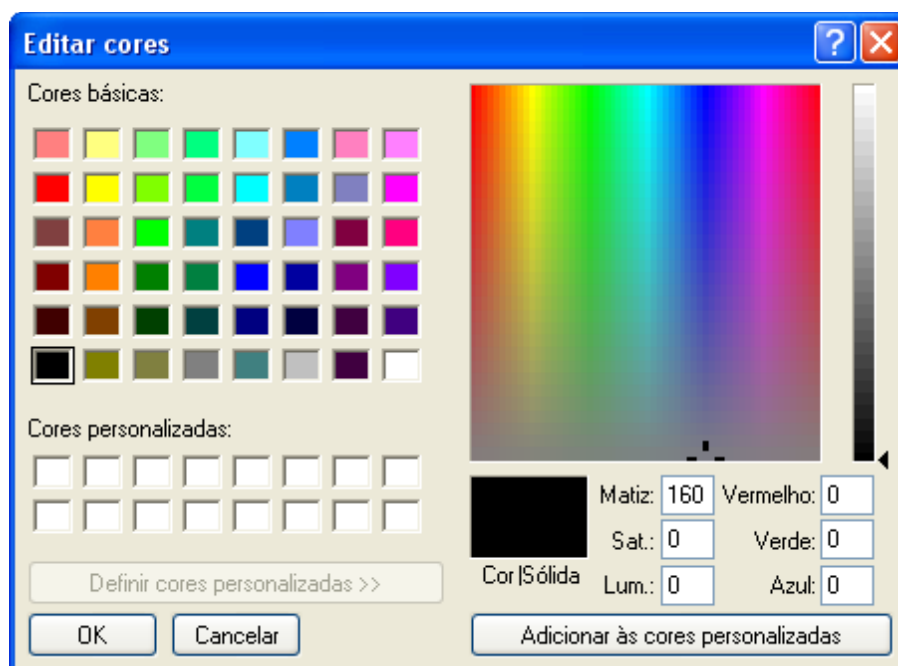 Editar cores
Cores básicas:
Cores personalizadas:
Definir cores personalizadas >>
OK Cancelar
Matiz: 160 Vermelho: 0
Sat.: 0 Verde: 0
Cor|Sólida Lum.: 0 Azul: 0
Adicionar às cores personalizadas